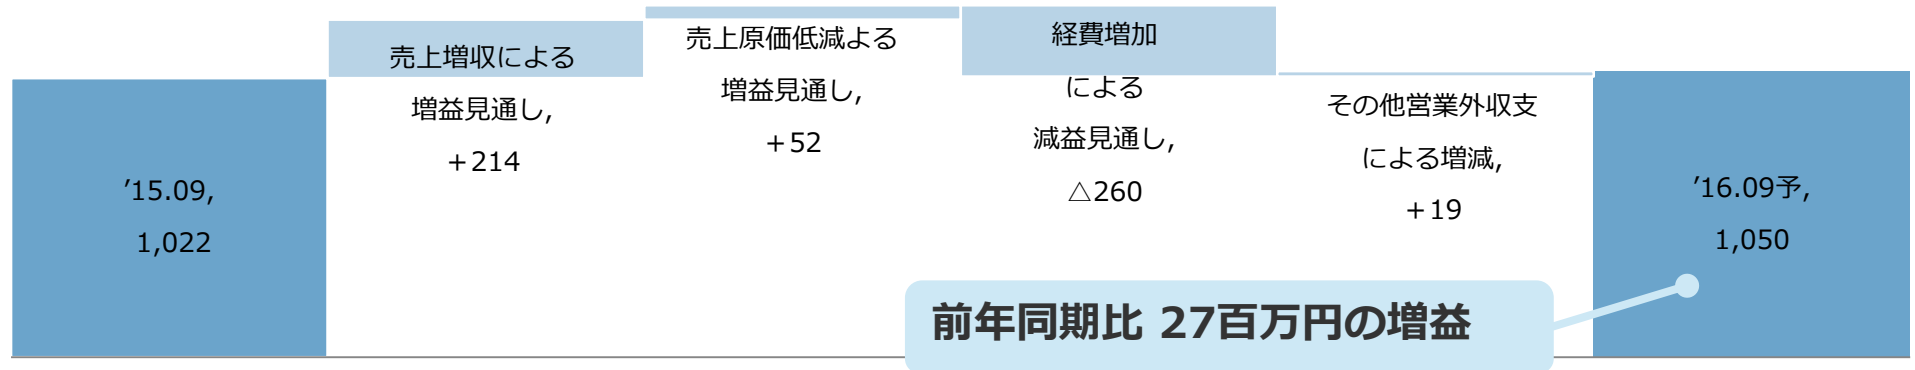 ’15.09,
1,022
売上増収による
増益見通し,
＋214
売上原価低減よる
増益見通し,
＋52
経費増加
による
減益見通し,
△260
その他営業外収支
による増減,
＋19
’16.09予,
1,050
前年同期比 27百万円の増益